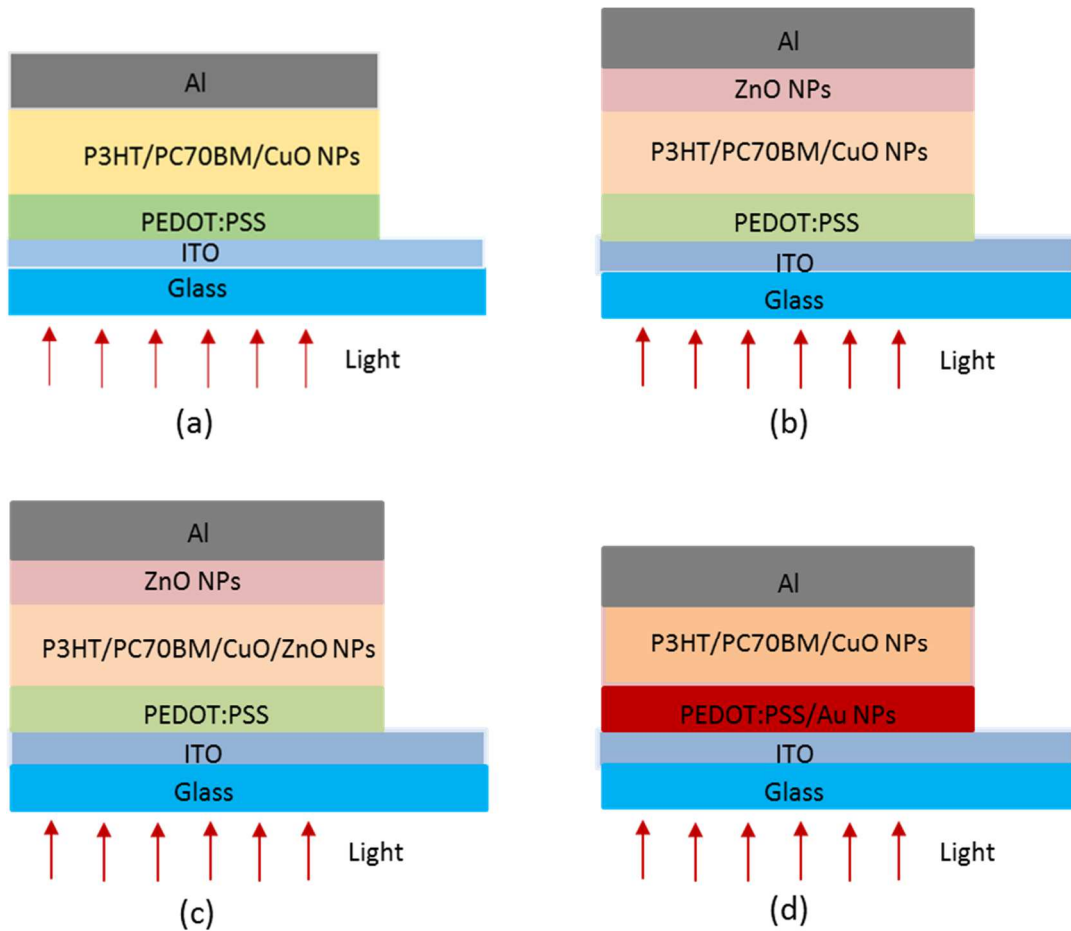 Al
P3HT/PC70BM/CuO NPs
PEDOT:PSS
ITO
Glass
Light
(a)
Al
ZnO NPs
P3HT/PC70BM/CuO NPs
PEDOT:PSS
ITO
Glass
Light
(b)
Al
ZnO NPs
P3HT/PC70BM/CuO/ZnO NPs
PEDOT:PSS
ITO
Glass
Light
(c)
Al
P3HT/PC70BM/CuO NPs
PEDOT:PSS/Au NPs
ITO
Glass
Light
(d)